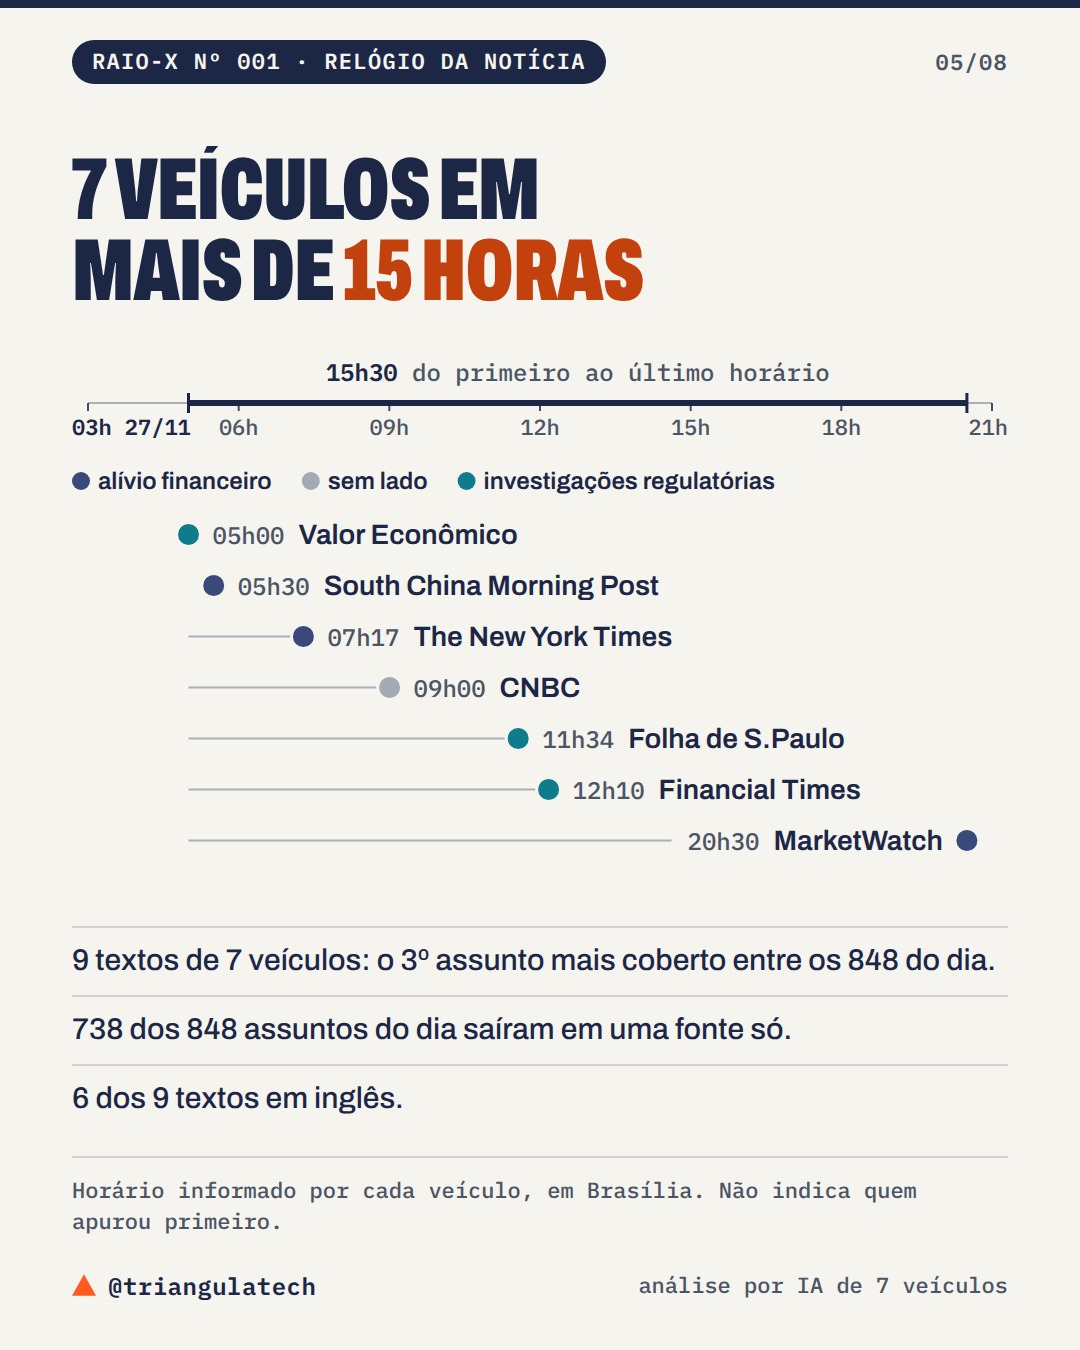 RAIO-X Nº 001 · RELÓGIO DA NOTÍCIA
05/08
7 VEÍCULOS EM
MAIS DE 15 HORAS
15h30 do primeiro ao último horário
03h 27/11 06h 09h 12h 15h 18h 21h
alívio financeiro sem lado investigações regulatórias
05h00 Valor Econômico
05h30 South China Morning Post
07h17 The New York Times
09h00 CNBC
11h34 Folha de S.Paulo
12h10 Financial Times
20h30 MarketWatch
9 textos de 7 veículos: o 3º assunto mais coberto entre os 848 do dia.
738 dos 848 assuntos do dia saíram em uma fonte só.
6 dos 9 textos em inglês.
Horário informado por cada veículo, em Brasília. Não indica quem
apurou primeiro.
@triangulatech
análise por IA de 7 veículos